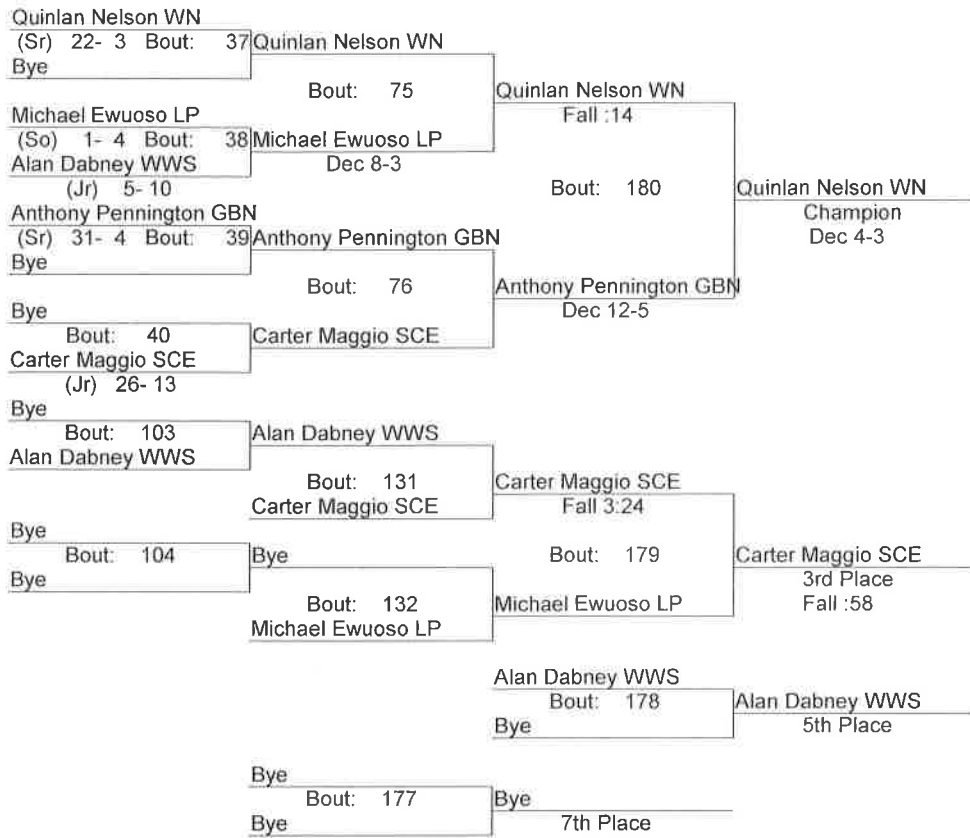 Quinlan Nelson WN
(Sr) 22- 3 Bout: 37 Quinlan Nelson WN
Bye
Bout: 75 Quinlan Nelson WN
Fall :14
Michael Ewuoso LP
(So) 1- 4 Bout: 38 Michael Ewuoso LP
Alan Dabney WWS Dec 8-3
(Jr) 5- 10
Bout: 180 Quinlan Nelson WN
Champion
Dec 4-3
Anthony Pennington GBN
(Sr) 31- 4 Bout: 39 Anthony Pennington GBN
Bye
Bout: 76 Anthony Pennington GBN
Dec 12-5
Bye
Bout: 40 Carter Maggio SCE
Carter Maggio SCE
(Jr) 26- 13
Bye
Bout: 103 Alan Dabney WWS
Alan Dabney WWS
Bout: 131 Carter Maggio SCE
Carter Maggio SCE Fall 3:24
Bye
Bout: 104 Bye
Bye
Bout: 179 Carter Maggio SCE
3rd Place
Fall :58
Bout: 132 Michael Ewuoso LP
Michael Ewuoso LP
Alan Dabney WWS
Bout: 178 Alan Dabney WWS
Bye 5th Place
Bye
Bout: 177 Bye
Bye 7th Place